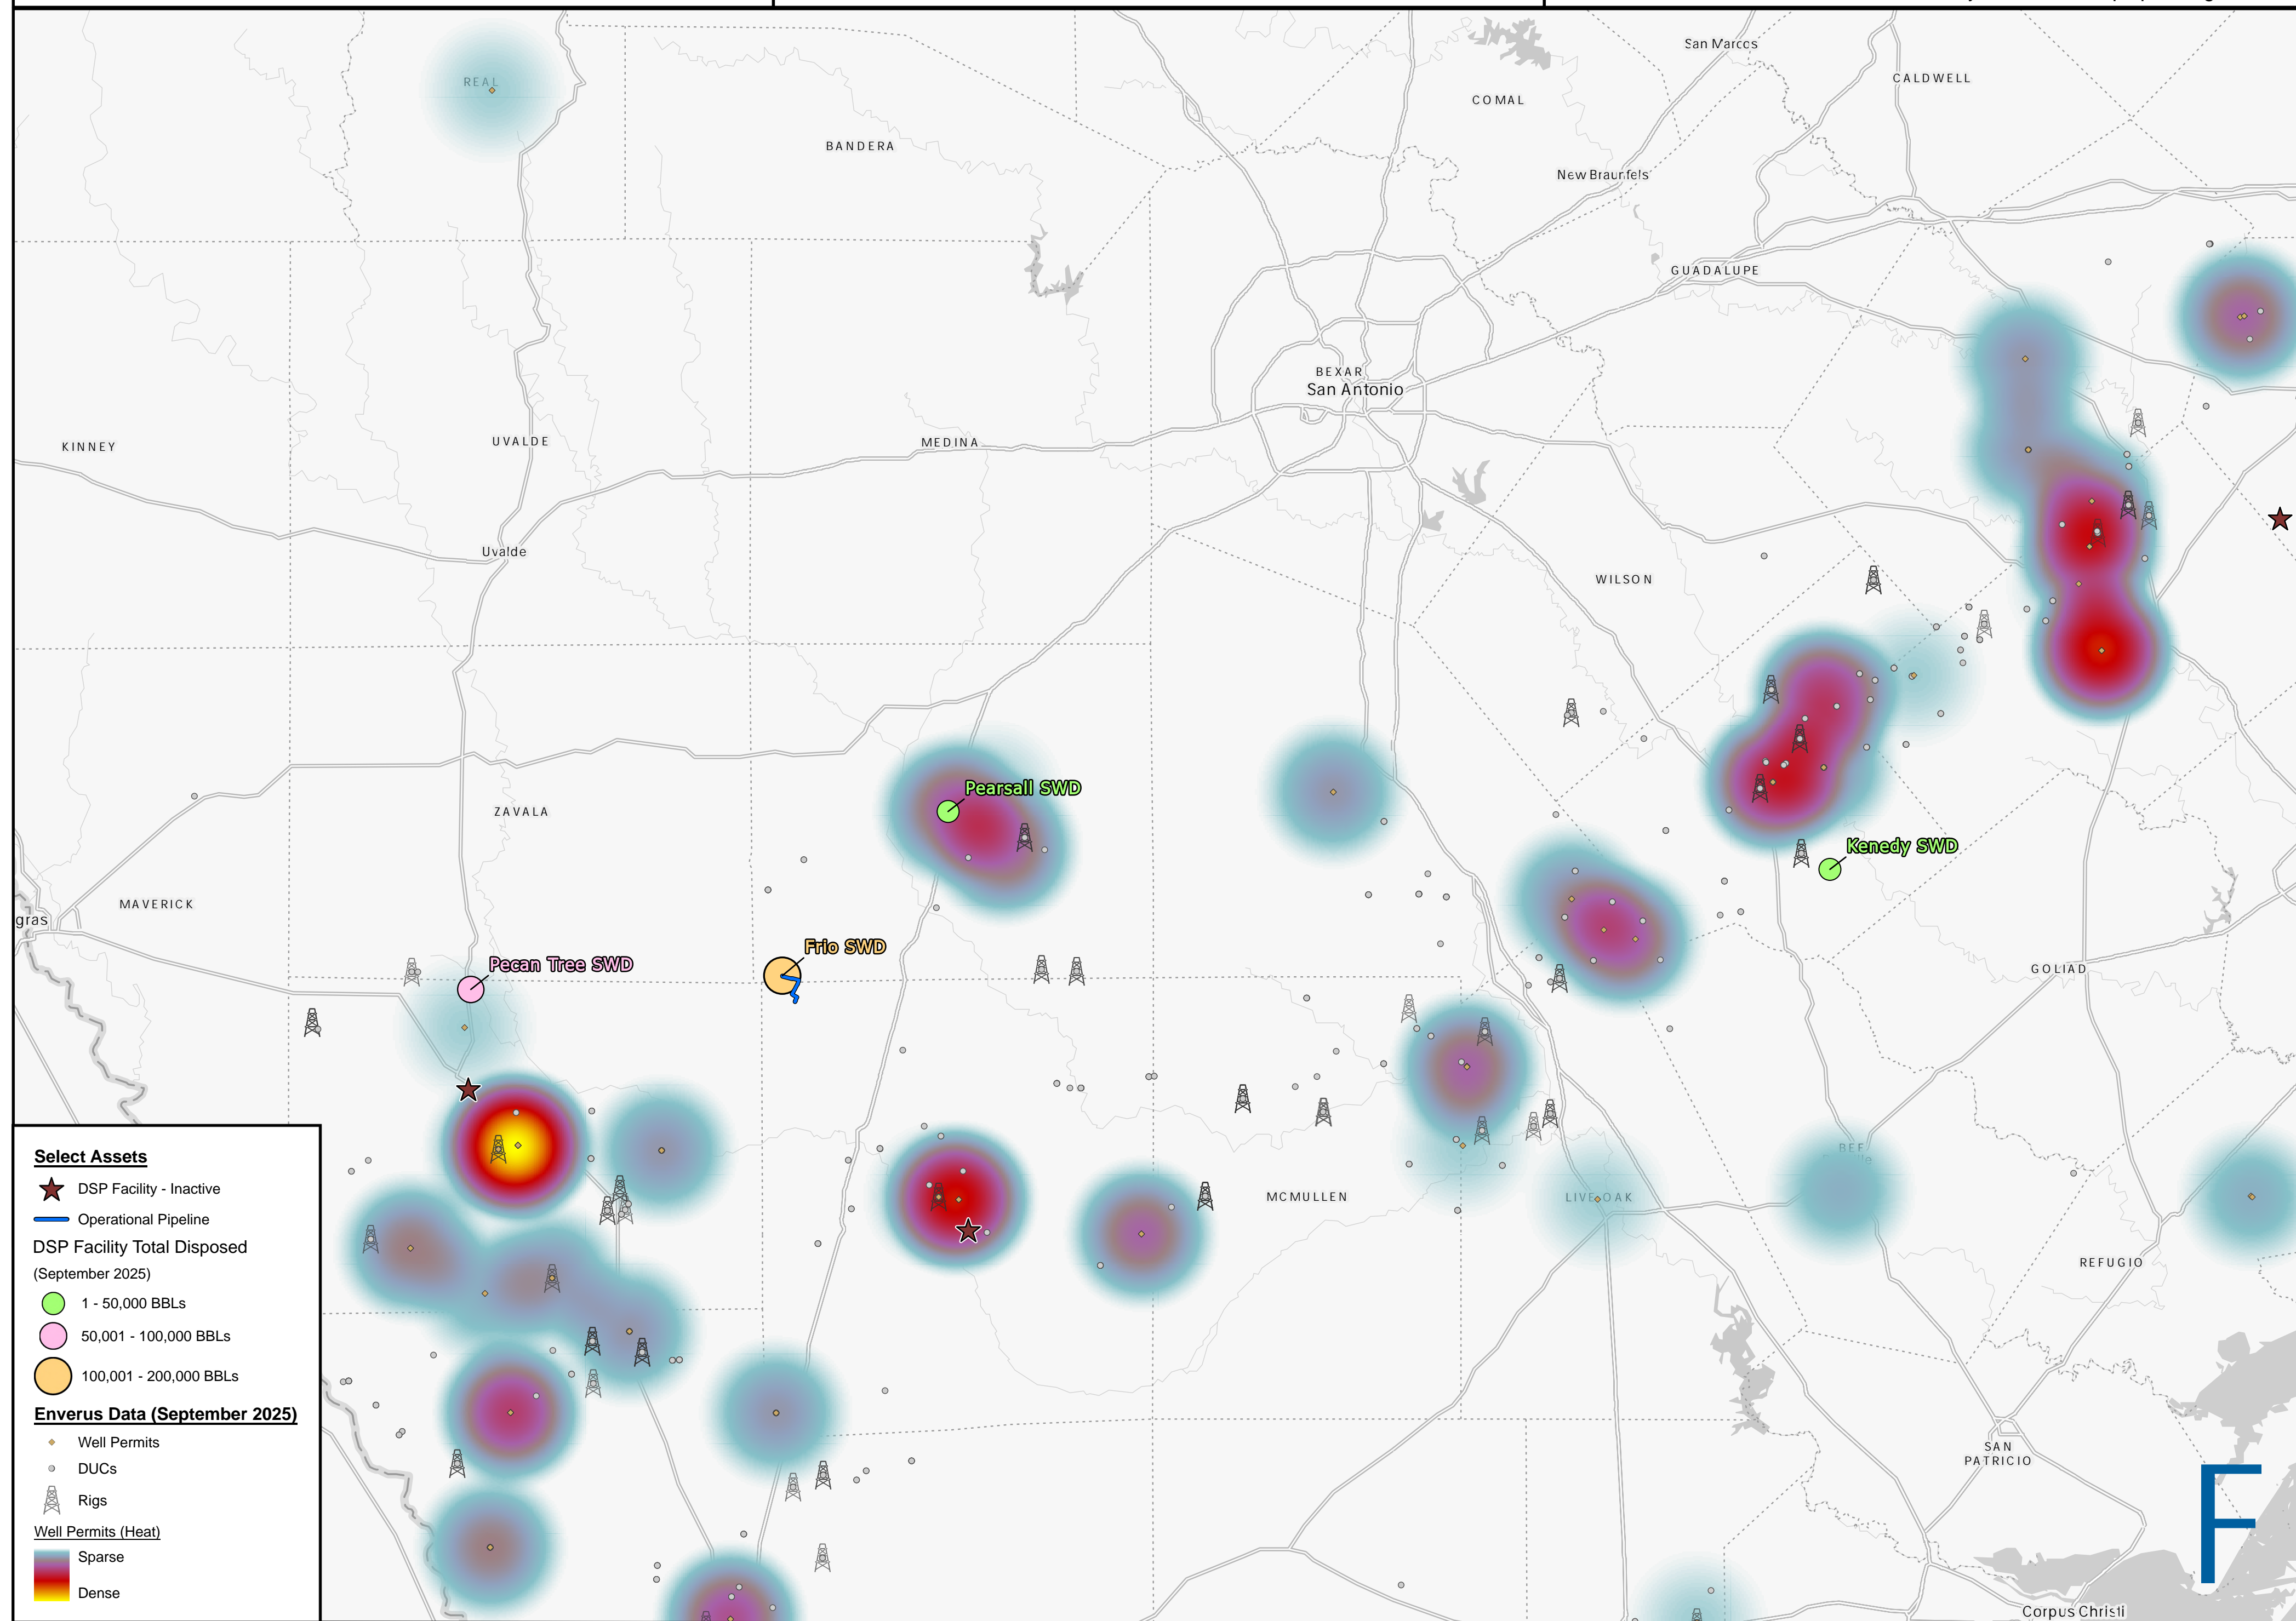 San Marcos
CALDWELL
REAL
COMAL
BANDERA
New Braunfels
GUADALUPE
BEXAR
San Antonio
KINNEY
UVALDE
MEDINA
Uvalde
WILSON
Pearsall SWD
ZAVALA
Kenedy SWD
MAVERICK
gras
Frio SWD
Pecan Tree SWD
GOLIAD
BEE
MCMULLEN
LIVE OAK
REFUGIO
SAN
PATRICIO
Corpus Christi
F
Select Assets
DSP Facility - Inactive
Operational Pipeline
DSP Facility Total Disposed
(September 2025)
1 - 50,000 BBLs
50,001 - 100,000 BBLs
100,001 - 200,000 BBLs
Enverus Data (September 2025)
Well Permits
DUCs
Rigs
Well Permits (Heat)
Sparse
Dense